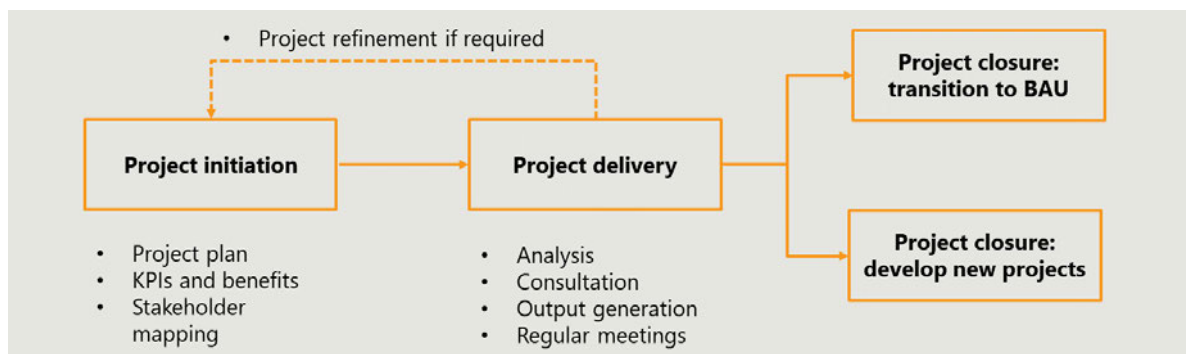 • Project refinement if required
Project initiation
Project delivery
Project closure:
transition to BAU
Project closure:
develop new projects
• Project plan
• KPIs and benefits
• Stakeholder
mapping
• Analysis
• Consultation
• Output generation
• Regular meetings